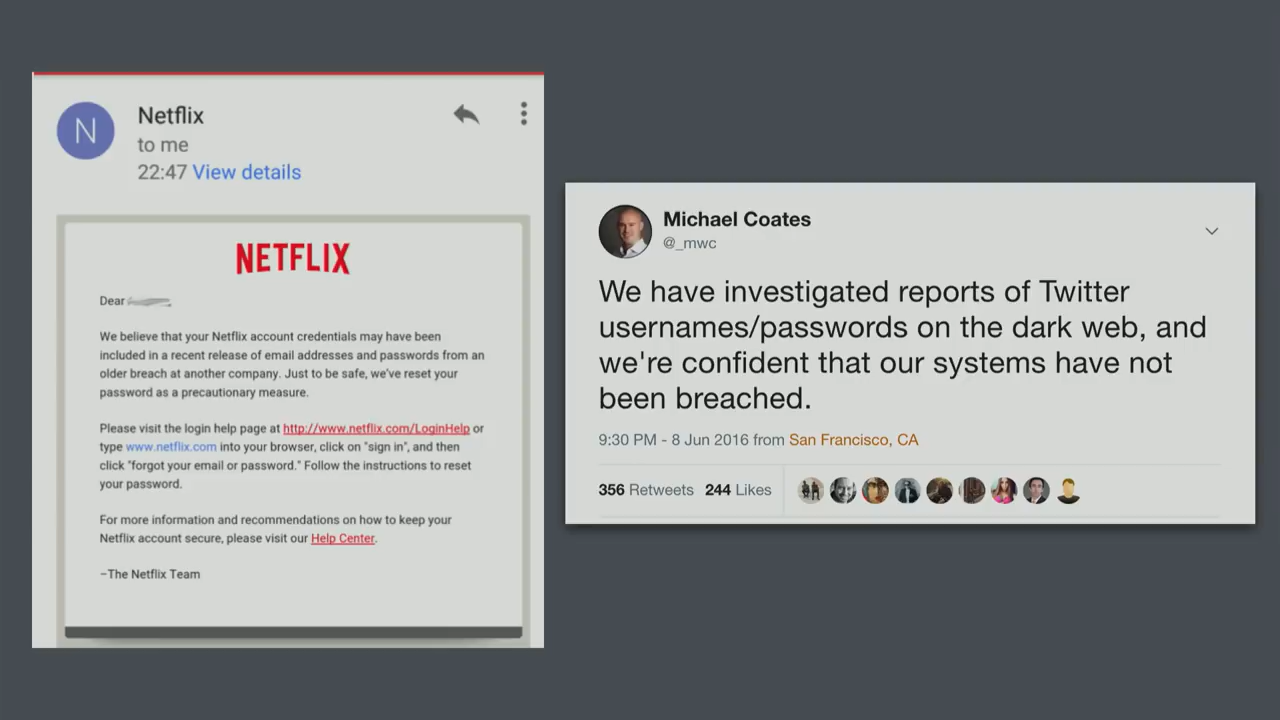 N
Netflix
to me
22:47 View details
NETFLIX
Dear
We believe that your Netflix account credentials may have been
included in a recent release of email addresses and passwords from an
older breach at another company. Just to be safe, we've reset your
password as a precautionary measure.
Please visit the login help page at http://www.netflix.com/LoginHelp or
type www.netflix.com into your browser, click on "sign in", and then
click "forgot your email or password." Follow the instructions to reset
your password.
For more information and recommendations on how to keep your
Netflix account secure, please visit our Help Center.
–The Netflix Team
Michael Coates
@_mwc
We have investigated reports of Twitter
usernames/passwords on the dark web, and
we're confident that our systems have not
been breached.
9:30 PM - 8 Jun 2016 from San Francisco, CA
356 Retweets 244 Likes